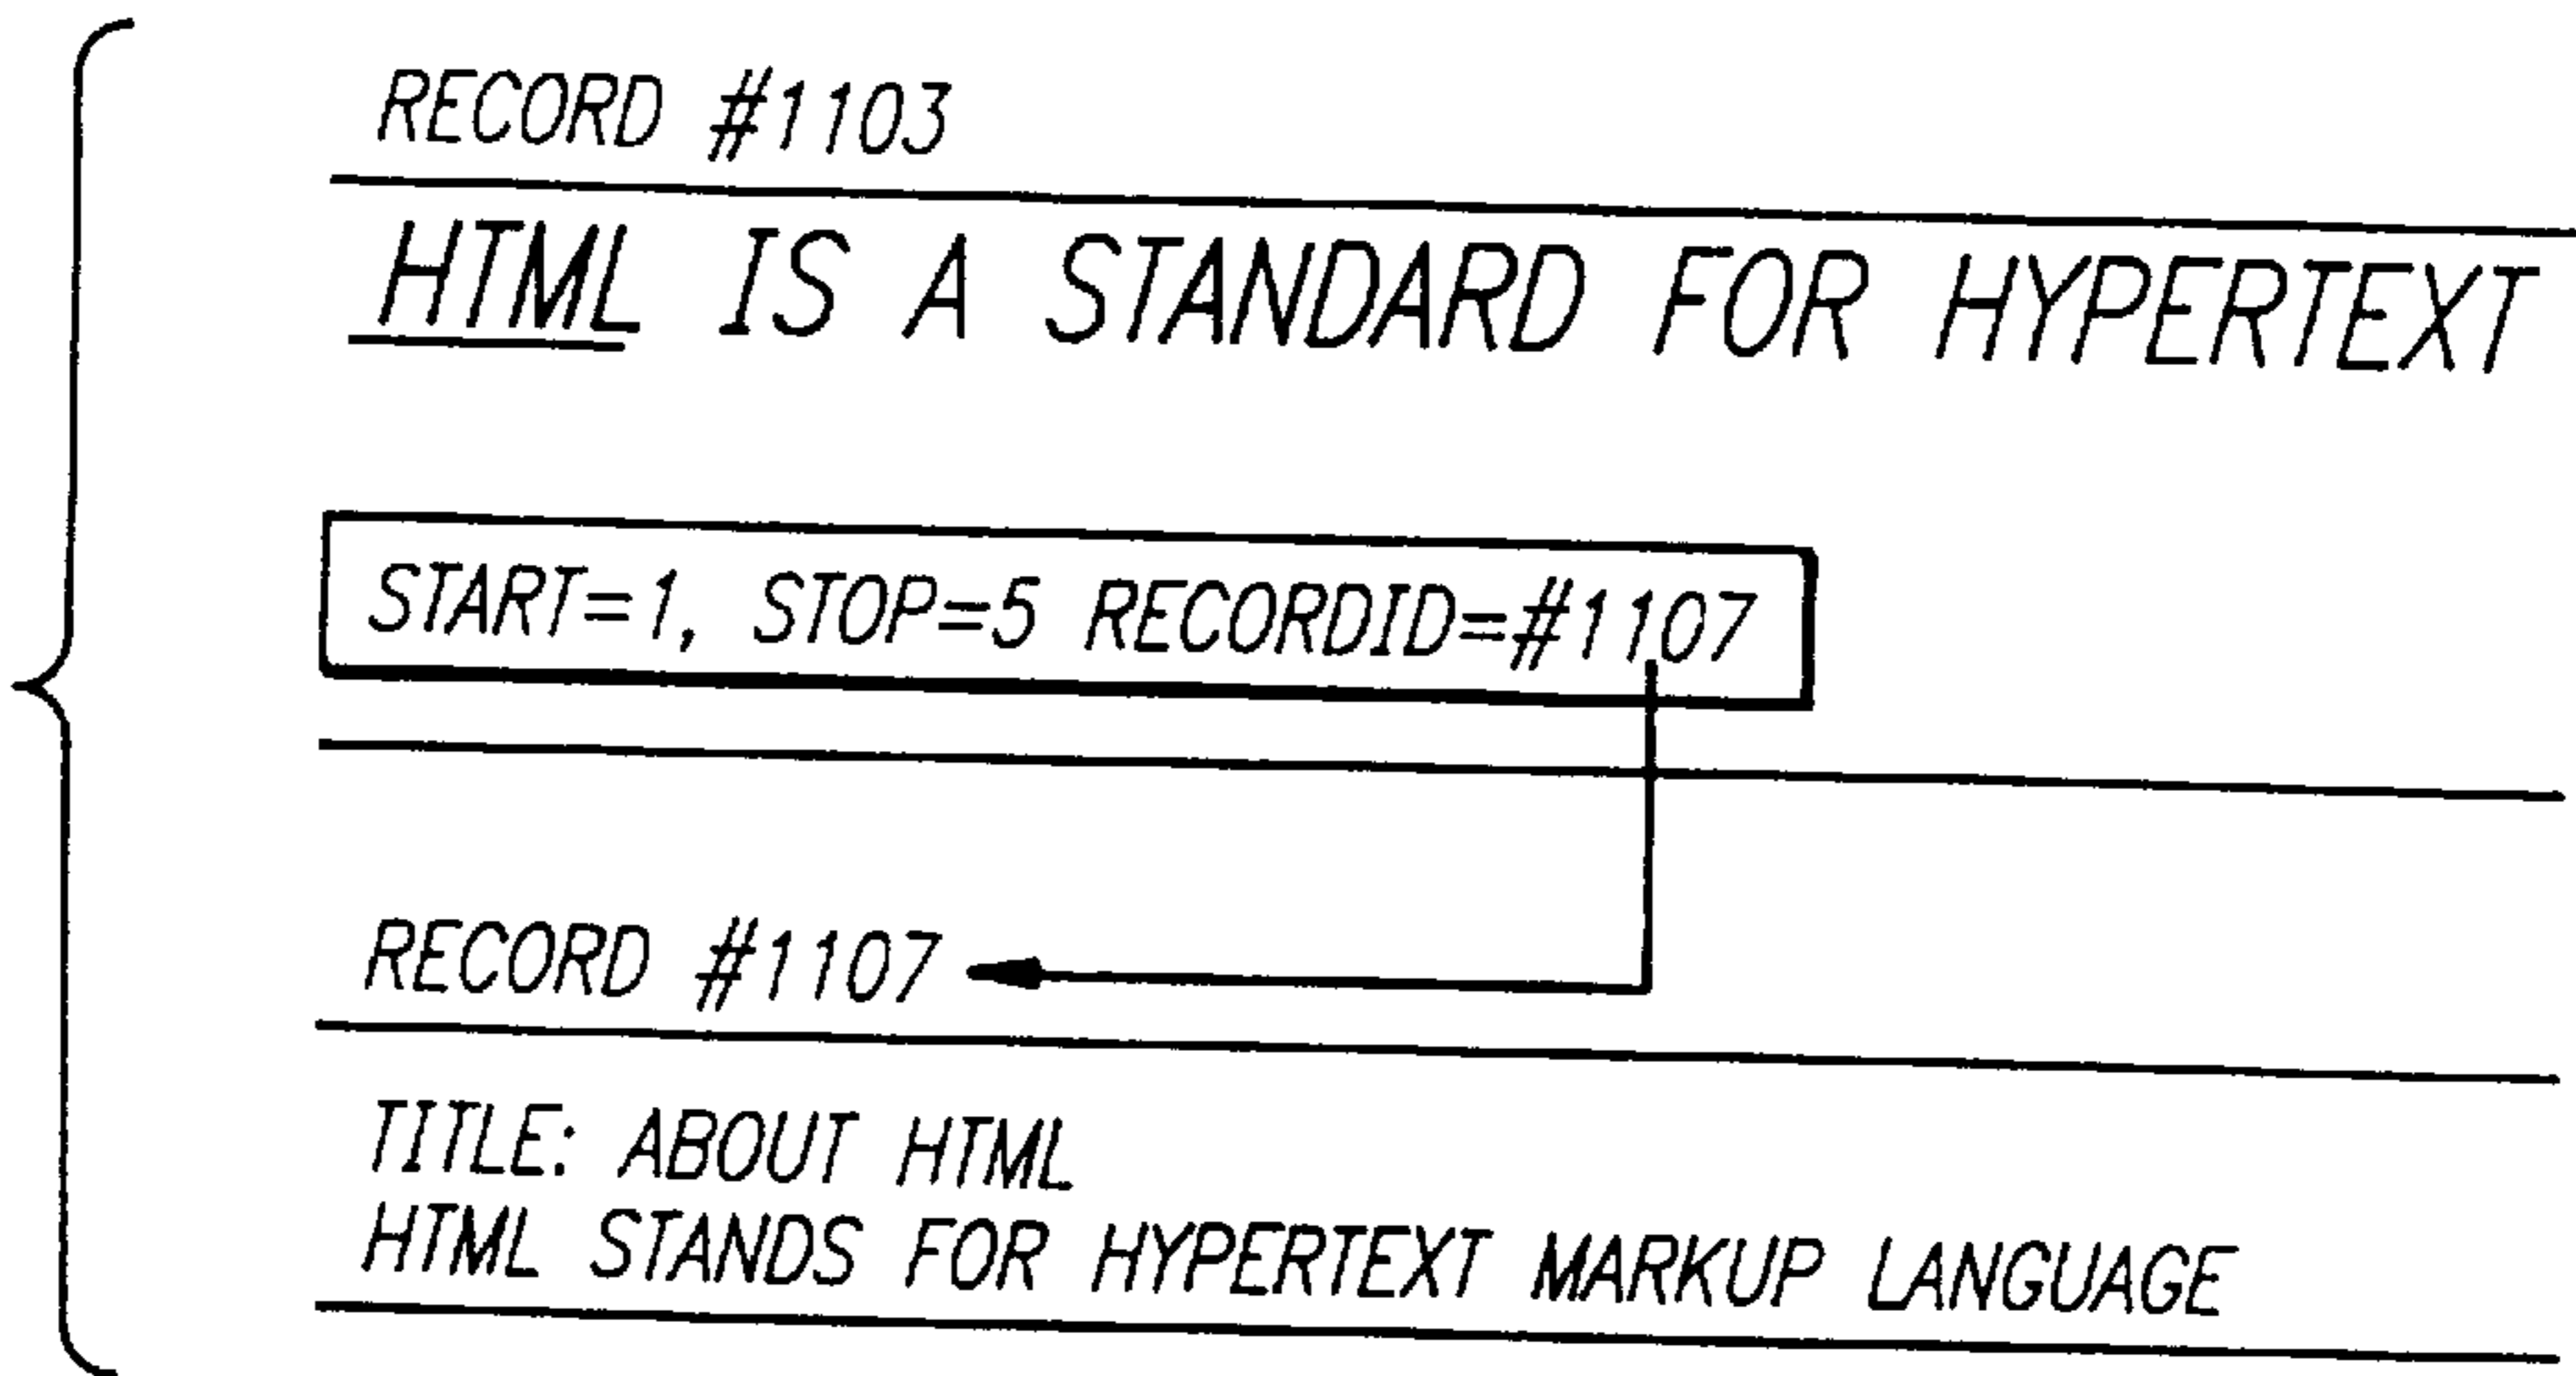 RECORD #1103
HTML IS A STANDARD FOR HYPERTEXT
START=1, STOP=5 RECORDID=#1107
RECORD #1107
TITLE: ABOUT HTML
HTML STANDS FOR HYPERTEXT MARKUP LANGUAGE